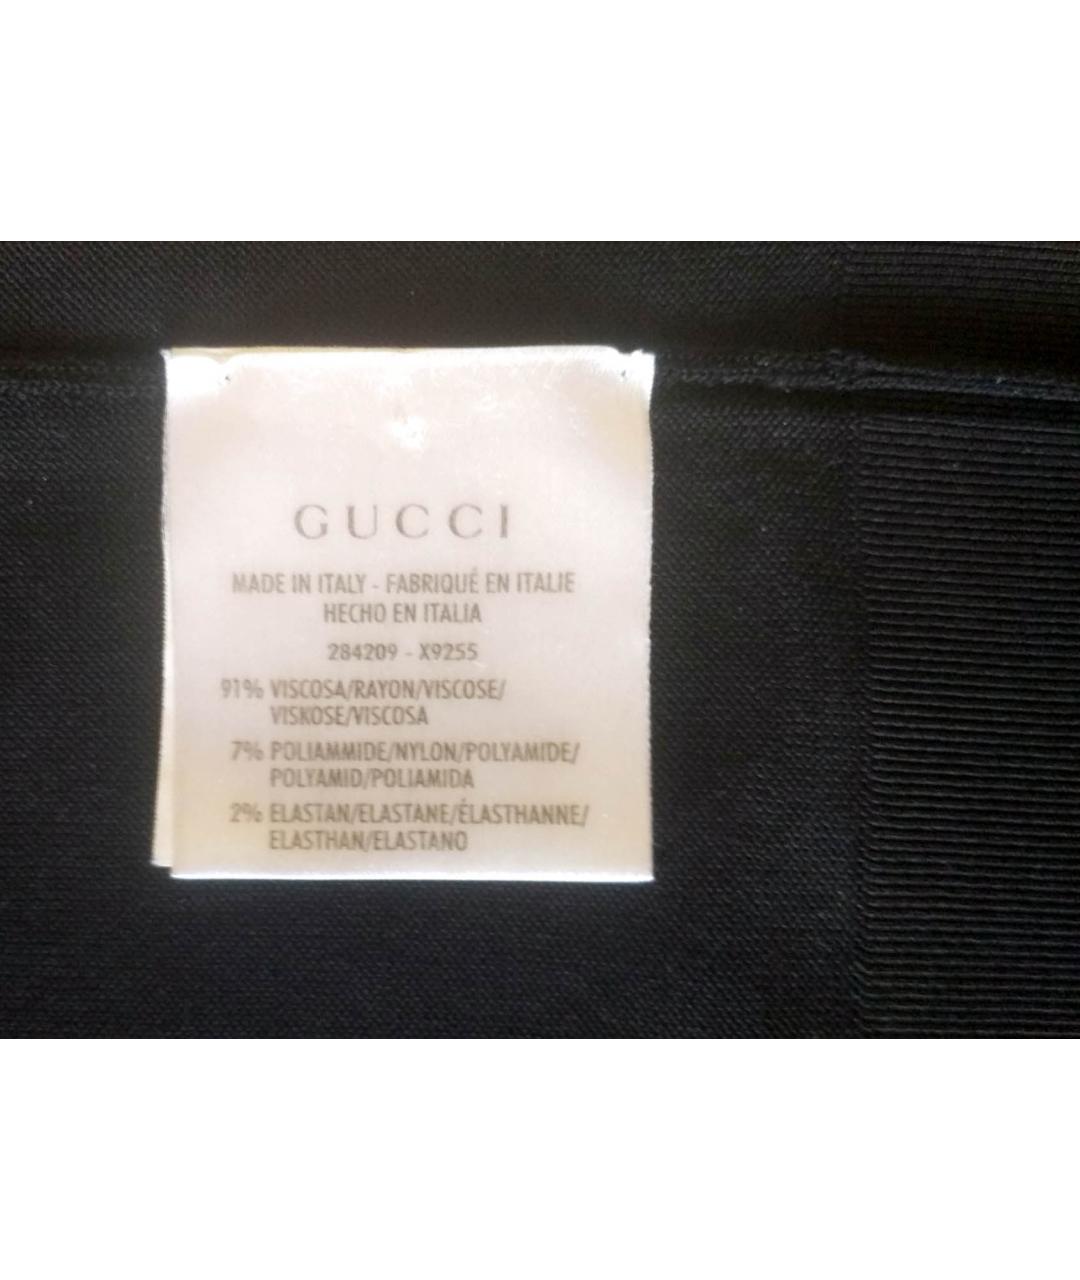 GUCCI
MADE IN ITALY - FABRIQUÉ EN ITALIE
HECHO EN ITALIA
284209 - X9255
91% VISCOSA/RAYON/VISCOSE/
VISKOSE/VISCOSA
7% POLIAMMIDE/NYLON/POLYAMIDE/
POLYAMID/POLIAMIDA
2% ELASTAN/ELASTANE/ÉLASTHANNE/
ELASTHAN/ELASTANO